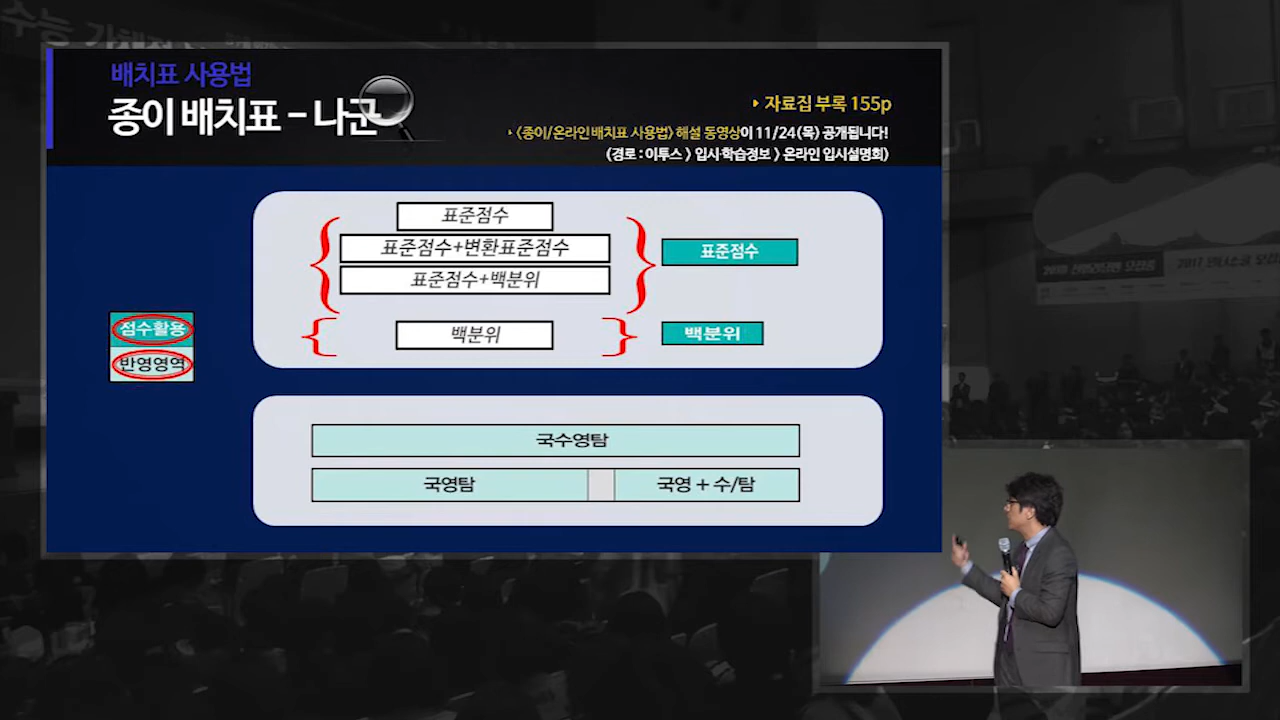 배치표 사용법
종이 배치표 - 나군
▸ 자료집 부록 155p
▸ <종이/온라인 배치표 사용법> 해설 동영상이 11/24(목) 공개됩니다!
(경로 : 이투스 > 입시·학습정보 > 온라인 입시설명회)
표준점수
표준점수+변환표준점수
표준점수+백분위
표준점수
백분위
백분위
점수활용
반영영역
국수영탐
국영탐
국영 + 수/탐